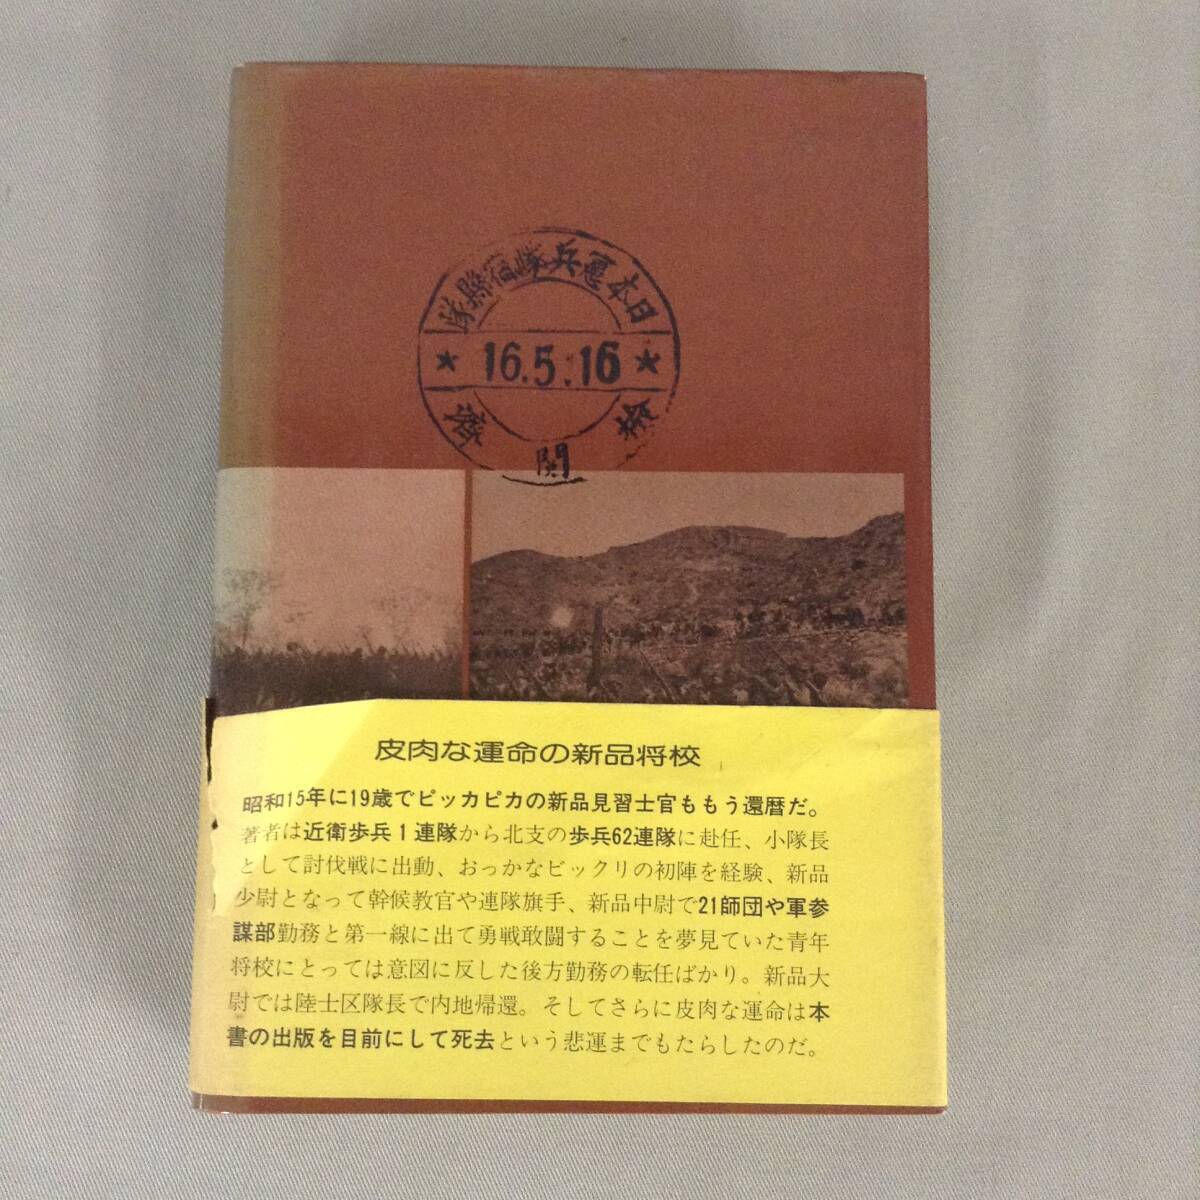 日本憲兵隊宿縣隊
★ 16.5.16 ★
検 閲 済
皮肉な運命の新品将校
昭和15年に19歳でピッカピカの新品見習士官ももう還暦だ。
著者は近衛歩兵1連隊から北支の歩兵62連隊に赴任、小隊長
として討伐戦に出動、おっかなビックリの初陣を経験、新品
少尉となって幹候教官や連隊旗手、新品中尉で21師団や軍参
謀部勤務と第一線に出て勇戦敢闘することを夢見ていた青年
将校にとっては意図に反した後方勤務の転任ばかり。新品大
尉では陸士区隊長で内地帰還。そしてさらに皮肉な運命は本
書の出版を目前にして死去という悲運までもたらしたのだ。